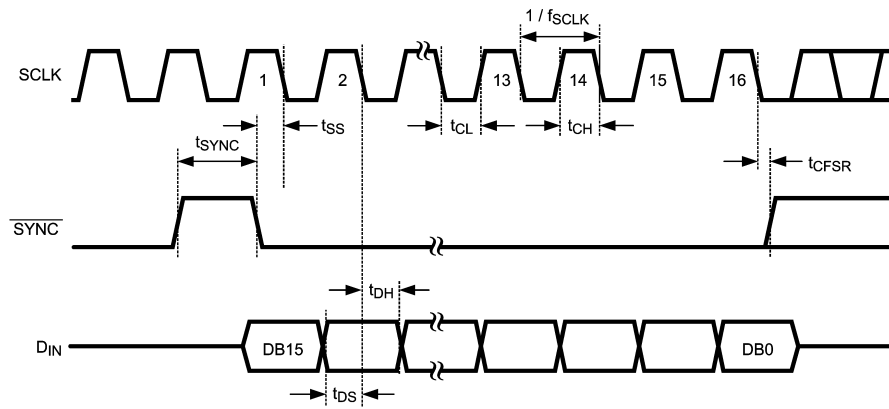 1 / fSCLK
SCLK
1
2
13
14
15
16
tSS
tCL
tCH
tSYNC
tCFSR
SYNC
tDH
DIN
DB15
DB0
tDS